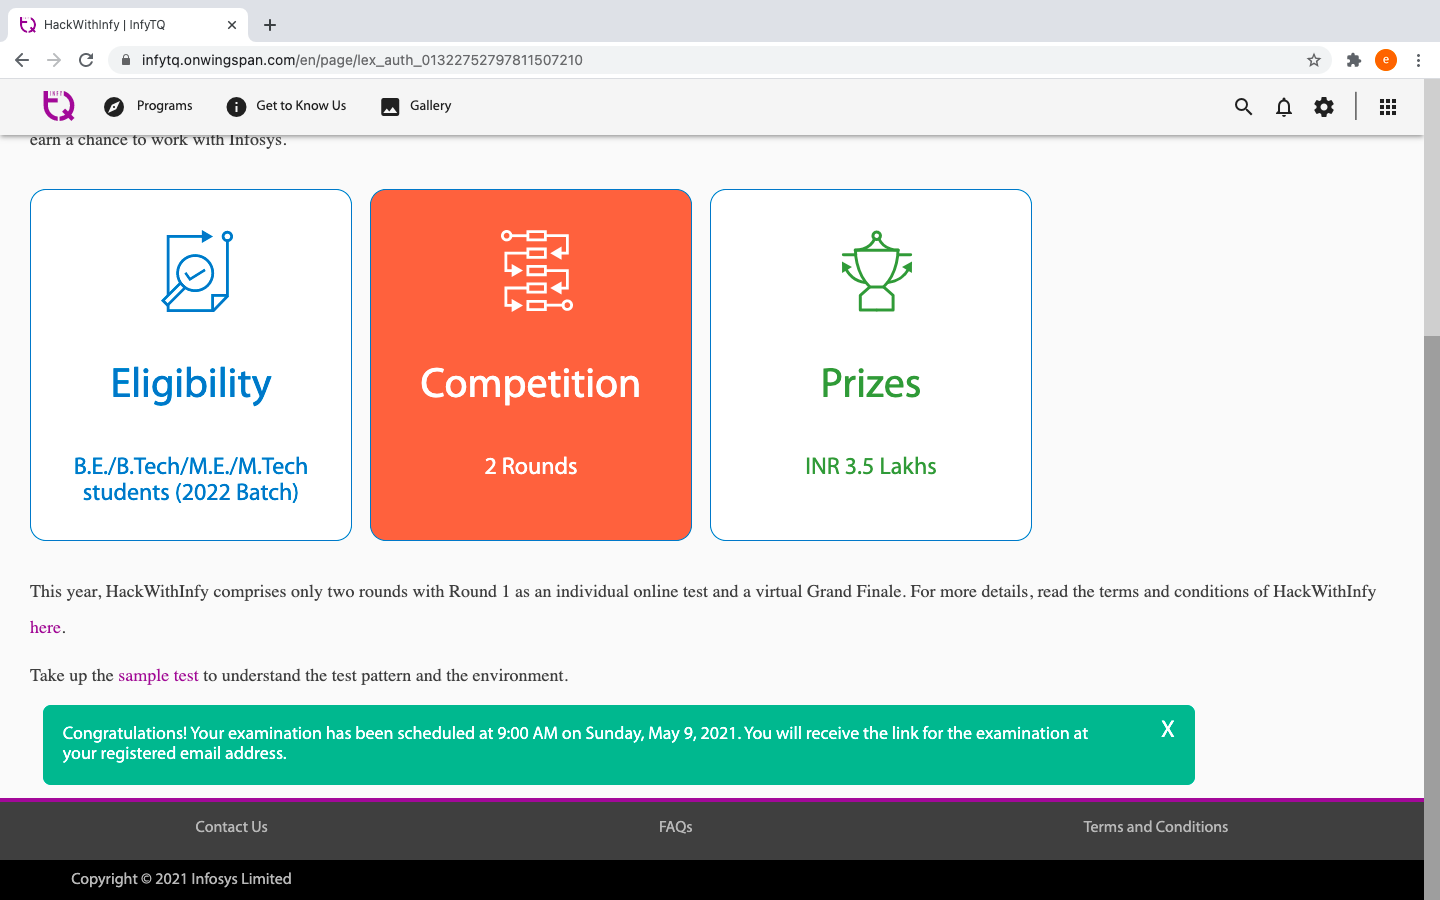 HackWithInfy | InfyTQ
infytq.onwingspan.com/en/page/lex_auth_01322752797811507210
e
INFY
TQ
Programs
Get to Know Us
Gallery
earn a chance to work with Infosys.
Eligibility
B.E./B.Tech/M.E./M.Tech
students (2022 Batch)
Competition
2 Rounds
Prizes
INR 3.5 Lakhs
This year, HackWithInfy comprises only two rounds with Round 1 as an individual online test and a virtual Grand Finale. For more details, read the terms and conditions of HackWithInfy
here.
Take up the sample test to understand the test pattern and the environment.
Congratulations! Your examination has been scheduled at 9:00 AM on Sunday, May 9, 2021. You will receive the link for the examination at
your registered email address.
X
Contact Us
FAQs
Terms and Conditions
Copyright © 2021 Infosys Limited